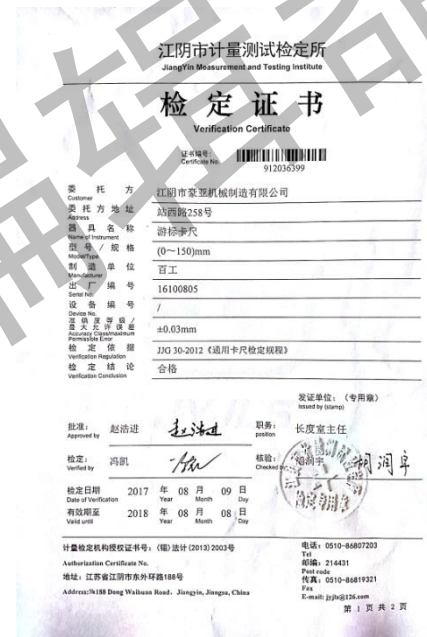 江阴市计量测试检定所
JiangYin Measurement and Testing Institute
检定证书
Verification Certificate
证书编号：
Certificate No.
912036399
委托方 江阴市豪亚机械制造有限公司
Customer
委托方地址 站西路258号
Address
器具名称 游标卡尺
Name of Instrument
型号/规格 (0～150)mm
Model/Type
制造单位 百工
Manufacturer
出厂编号 16100805
Serial No.
设备编号 /
Device No.
准确度等级/
最大允许误差 ±0.03mm
Accuracy Class/maximum
Permissible Error
检定依据 JJG 30-2012《通用卡尺检定规程》
Verification Regulation
检定结论 合格
Verification Conclusion
发证单位：（专用章）
Issued by (stamp)
批准： 赵浩进 赵浩进 职务： 长度室主任
Approved by position
检定： 冯凯 核验：
Verified by Checked by
检定日期 2017 年 08 月 09 日
Date of Verification Year Month Day
有效期至 2018 年 08 月 08 日
Valid until Year Month Day
计量检定机构授权证书号：（锡）法计（2013）2003号 电话：0510-86807203
Authorization Certificate No. Tel
邮编：214431
Post code
地址：江苏省江阴市东外环路188号 传真：0510-86819321
Fax
Address:№188 Dong Waihuan Road, Jiangyin, Jiangsu, China E-mail: jyjls@126.com
第 1 页 共 2 页